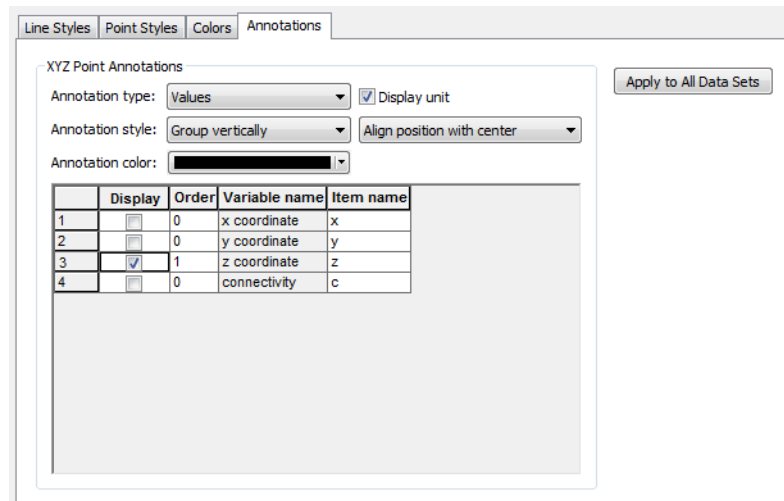 Line Styles Point Styles Colors Annotations
XYZ Point Annotations
Apply to All Data Sets
Annotation type: Values Display unit
Annotation style: Group vertically Align position with center
Annotation color:
Display Order Variable name Item name
1 0 x coordinate x
2 0 y coordinate y
3 1 z coordinate z
4 0 connectivity c